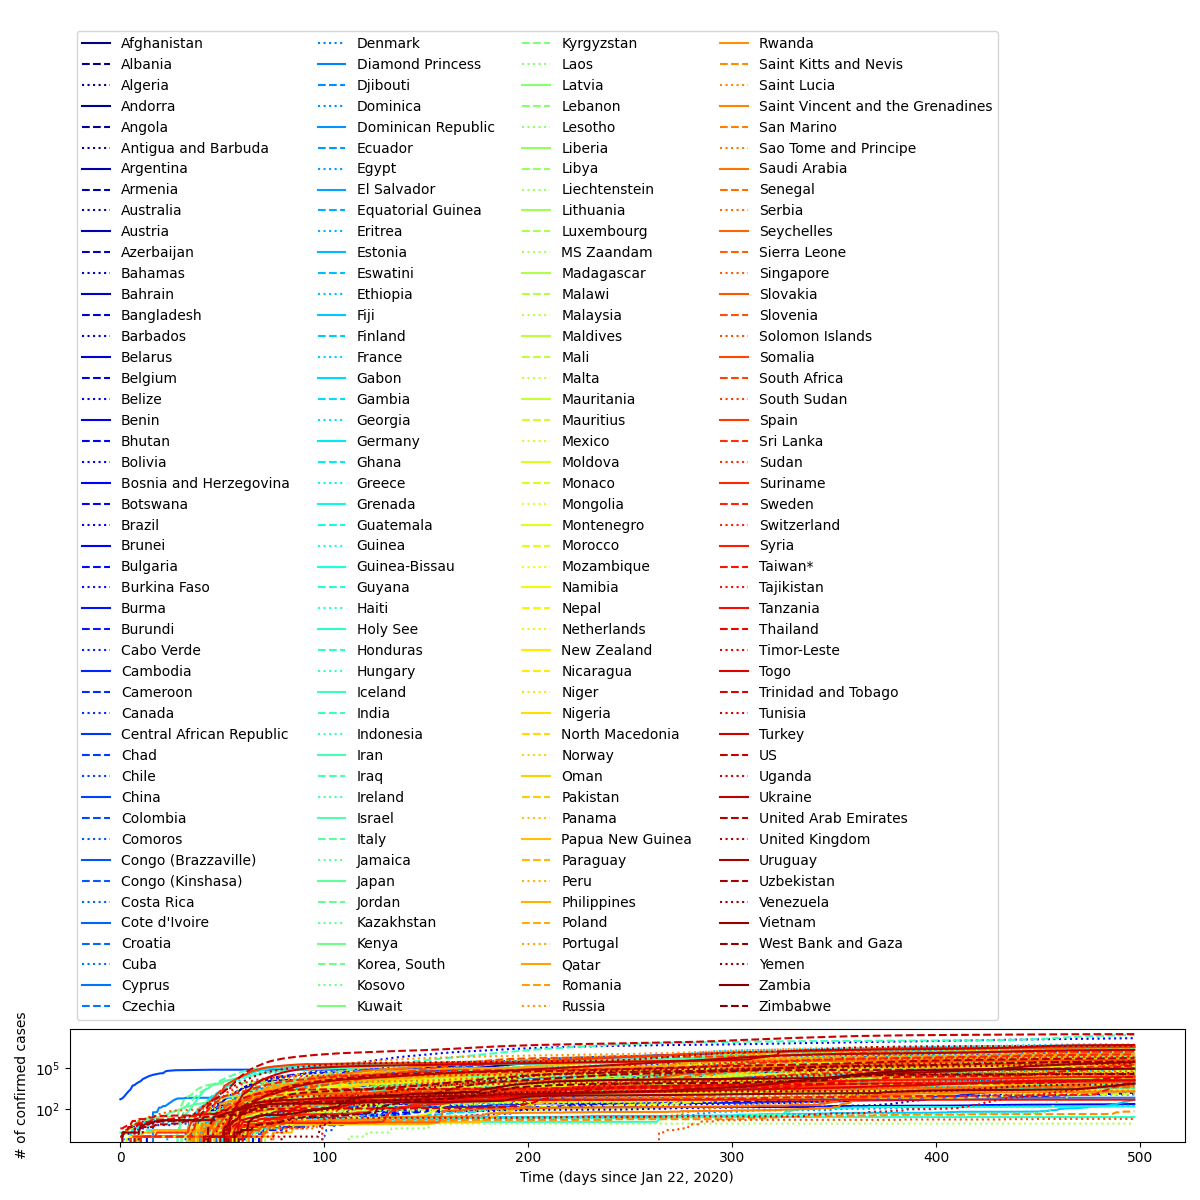 Afghanistan
Albania
Algeria
Andorra
Angola
Antigua and Barbuda
Argentina
Armenia
Australia
Austria
Azerbaijan
Bahamas
Bahrain
Bangladesh
Barbados
Belarus
Belgium
Belize
Benin
Bhutan
Bolivia
Bosnia and Herzegovina
Botswana
Brazil
Brunei
Bulgaria
Burkina Faso
Burma
Burundi
Cabo Verde
Cambodia
Cameroon
Canada
Central African Republic
Chad
Chile
China
Colombia
Comoros
Congo (Brazzaville)
Congo (Kinshasa)
Costa Rica
Cote d'Ivoire
Croatia
Cuba
Cyprus
Czechia
Denmark
Diamond Princess
Djibouti
Dominica
Dominican Republic
Ecuador
Egypt
El Salvador
Equatorial Guinea
Eritrea
Estonia
Eswatini
Ethiopia
Fiji
Finland
France
Gabon
Gambia
Georgia
Germany
Ghana
Greece
Grenada
Guatemala
Guinea
Guinea-Bissau
Guyana
Haiti
Holy See
Honduras
Hungary
Iceland
India
Indonesia
Iran
Iraq
Ireland
Israel
Italy
Jamaica
Japan
Jordan
Kazakhstan
Kenya
Korea, South
Kosovo
Kuwait
Kyrgyzstan
Laos
Latvia
Lebanon
Lesotho
Liberia
Libya
Liechtenstein
Lithuania
Luxembourg
MS Zaandam
Madagascar
Malawi
Malaysia
Maldives
Mali
Malta
Mauritania
Mauritius
Mexico
Moldova
Monaco
Mongolia
Montenegro
Morocco
Mozambique
Namibia
Nepal
Netherlands
New Zealand
Nicaragua
Niger
Nigeria
North Macedonia
Norway
Oman
Pakistan
Panama
Papua New Guinea
Paraguay
Peru
Philippines
Poland
Portugal
Qatar
Romania
Russia
Rwanda
Saint Kitts and Nevis
Saint Lucia
Saint Vincent and the Grenadines
San Marino
Sao Tome and Principe
Saudi Arabia
Senegal
Serbia
Seychelles
Sierra Leone
Singapore
Slovakia
Slovenia
Solomon Islands
Somalia
South Africa
South Sudan
Spain
Sri Lanka
Sudan
Suriname
Sweden
Switzerland
Syria
Taiwan*
Tajikistan
Tanzania
Thailand
Timor-Leste
Togo
Trinidad and Tobago
Tunisia
Turkey
US
Uganda
Ukraine
United Arab Emirates
United Kingdom
Uruguay
Uzbekistan
Venezuela
Vietnam
West Bank and Gaza
Yemen
Zambia
Zimbabwe
# of confirmed cases
10⁵
10²
0 100 200 300 400 500
Time (days since Jan 22, 2020)